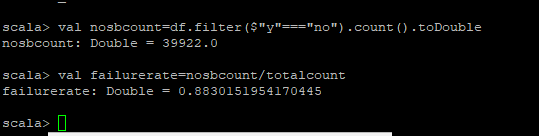 scala> val nosbcount=df.filter($"y"==="no").count().toDouble
nosbcount: Double = 39922.0
scala> val failurerate=nosbcount/totalcount
failurerate: Double = 0.8830151954170445
scala>